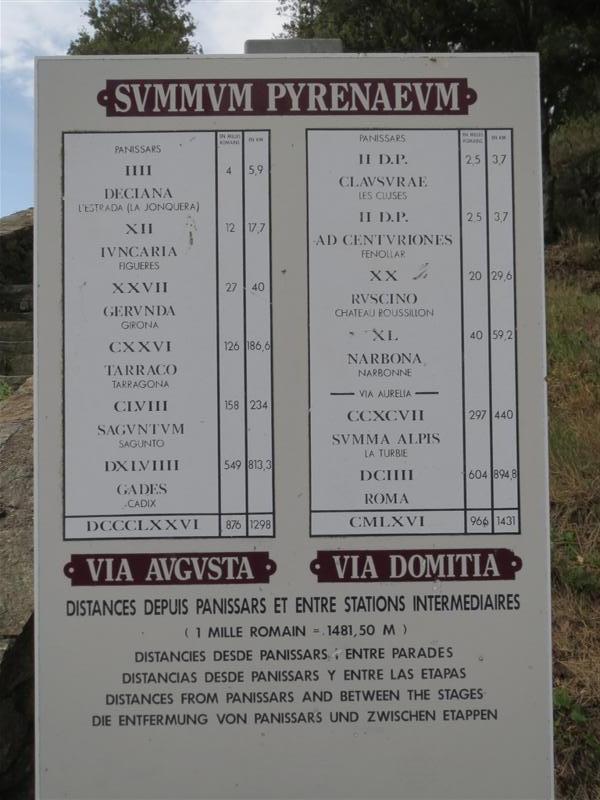 SVMMVM PYRENAEVM
EN MILLES ROMAINS EN KM
PANISSARS
IIII 4 5,9
DECIANA
L'ESTRADA (LA JONQUERA)
XII 12 17,7
IVNCARIA
FIGUERES
XXVII 27 40
GERVNDA
GIRONA
CXXVI 126 186,6
TARRACO
TARRAGONA
CLVIII 158 234
SAGVNTVM
SAGUNTO
DXLVIIII 549 813,3
GADES
CADIX
DCCCLXXVI 876 1298
VIA AVGVSTA
EN MILLES ROMAINS EN KM
PANISSARS
II D.P. 2,5 3,7
CLAVSVRAE
LES CLUSES
II D.P. 2,5 3,7
AD CENTVRIONES
FENOLLAR
XX 20 29,6
RVSCINO
CHATEAU ROUSSILLON
XL 40 59,2
NARBONA
NARBONNE
VIA AURELIA
CCXCVII 297 440
SVMMA ALPIS
LA TURBIE
DCIIII 604 894,8
ROMA
CMLXVI 966 1431
VIA DOMITIA
DISTANCES DEPUIS PANISSARS ET ENTRE STATIONS INTERMEDIAIRES
( 1 MILLE ROMAIN = 1481,50 M )
DISTANCIES DESDE PANISSARS I ENTRE PARADES
DISTANCIAS DESDE PANISSARS Y ENTRE LAS ETAPAS
DISTANCES FROM PANISSARS AND BETWEEN THE STAGES
DIE ENTFERMUNG VON PANISSARS UND ZWISCHEN ETAPPEN